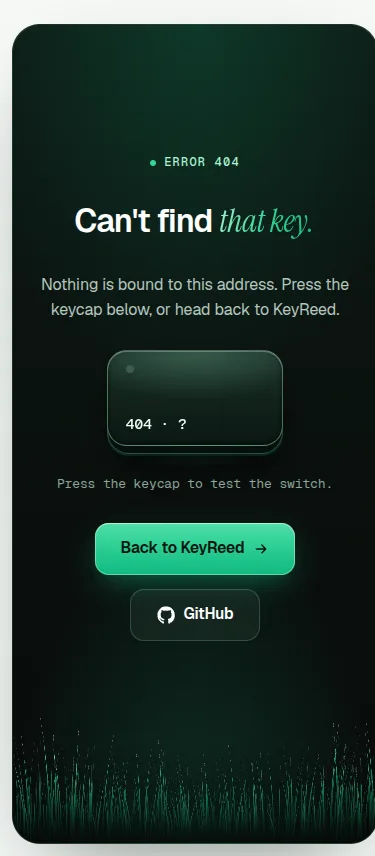 ERROR 404
Can't find that key.
Nothing is bound to this address. Press the
keycap below, or head back to KeyReed.
404 · ?
Press the keycap to test the switch.
Back to KeyReed →
GitHub